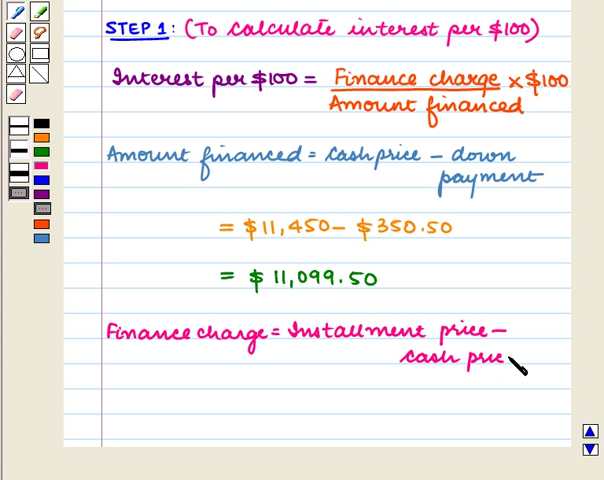 STEP 1: (To calculate interest per $100)
Interest per $100 = Finance charge × $100
Amount financed
Amount financed = cash price - down
payment
= $11,450 - $350.50
= $11,099.50
Finance charge = Installment price -
cash pric